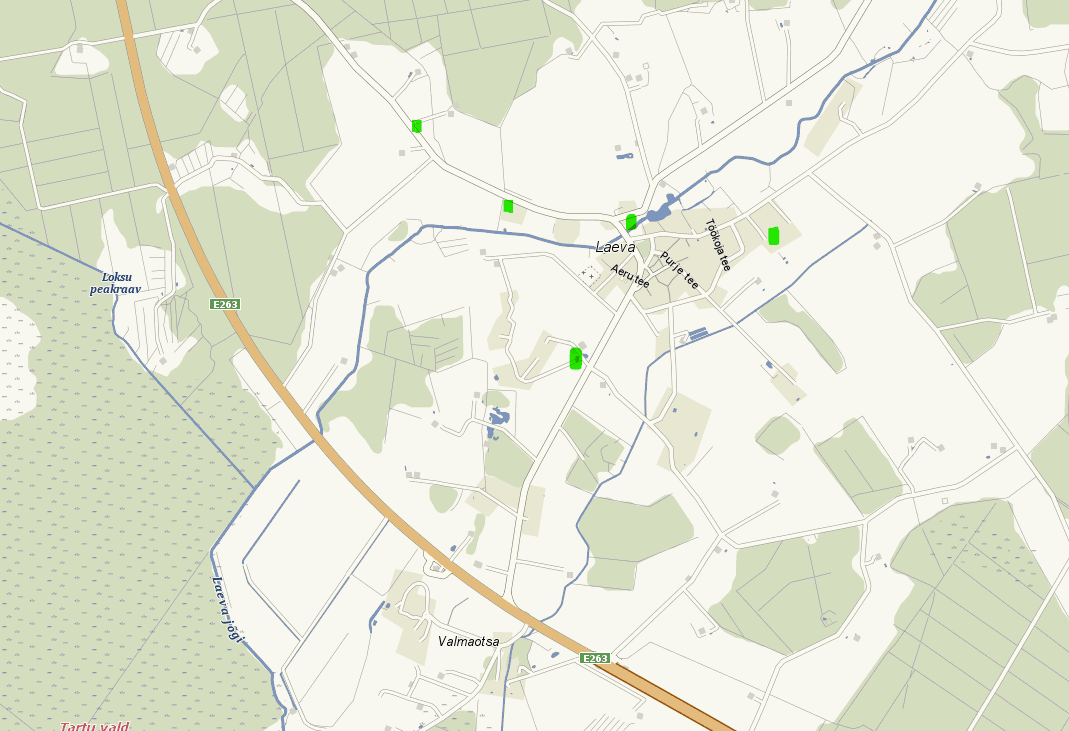 Töökoja tee
Laeva
Purje tee
Aeru tee
Loksu
peakraav
E263
Laeva jõgi
Valmaotsa
E263
Tartu vald